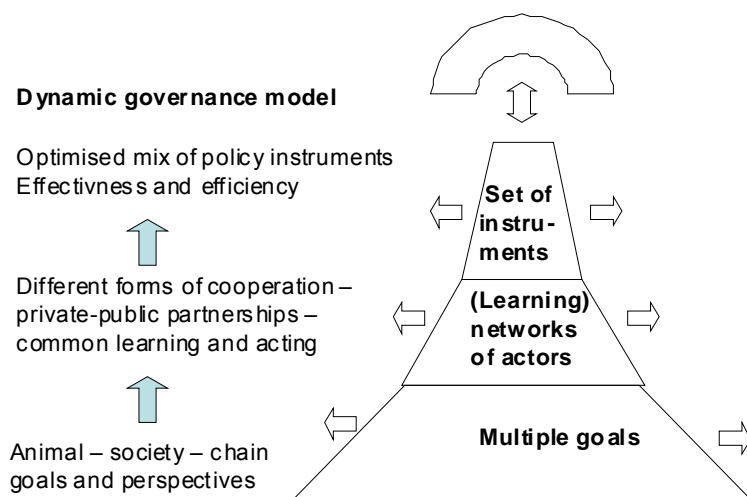 Dynamic governance model
Optimised mix of policy instruments
Effectivness and efficiency
Different forms of cooperation –
private-public partnerships –
common learning and acting
Animal – society – chain
goals and perspectives
Set of
instru-
ments
(Learning)
networks
of actors
Multiple goals